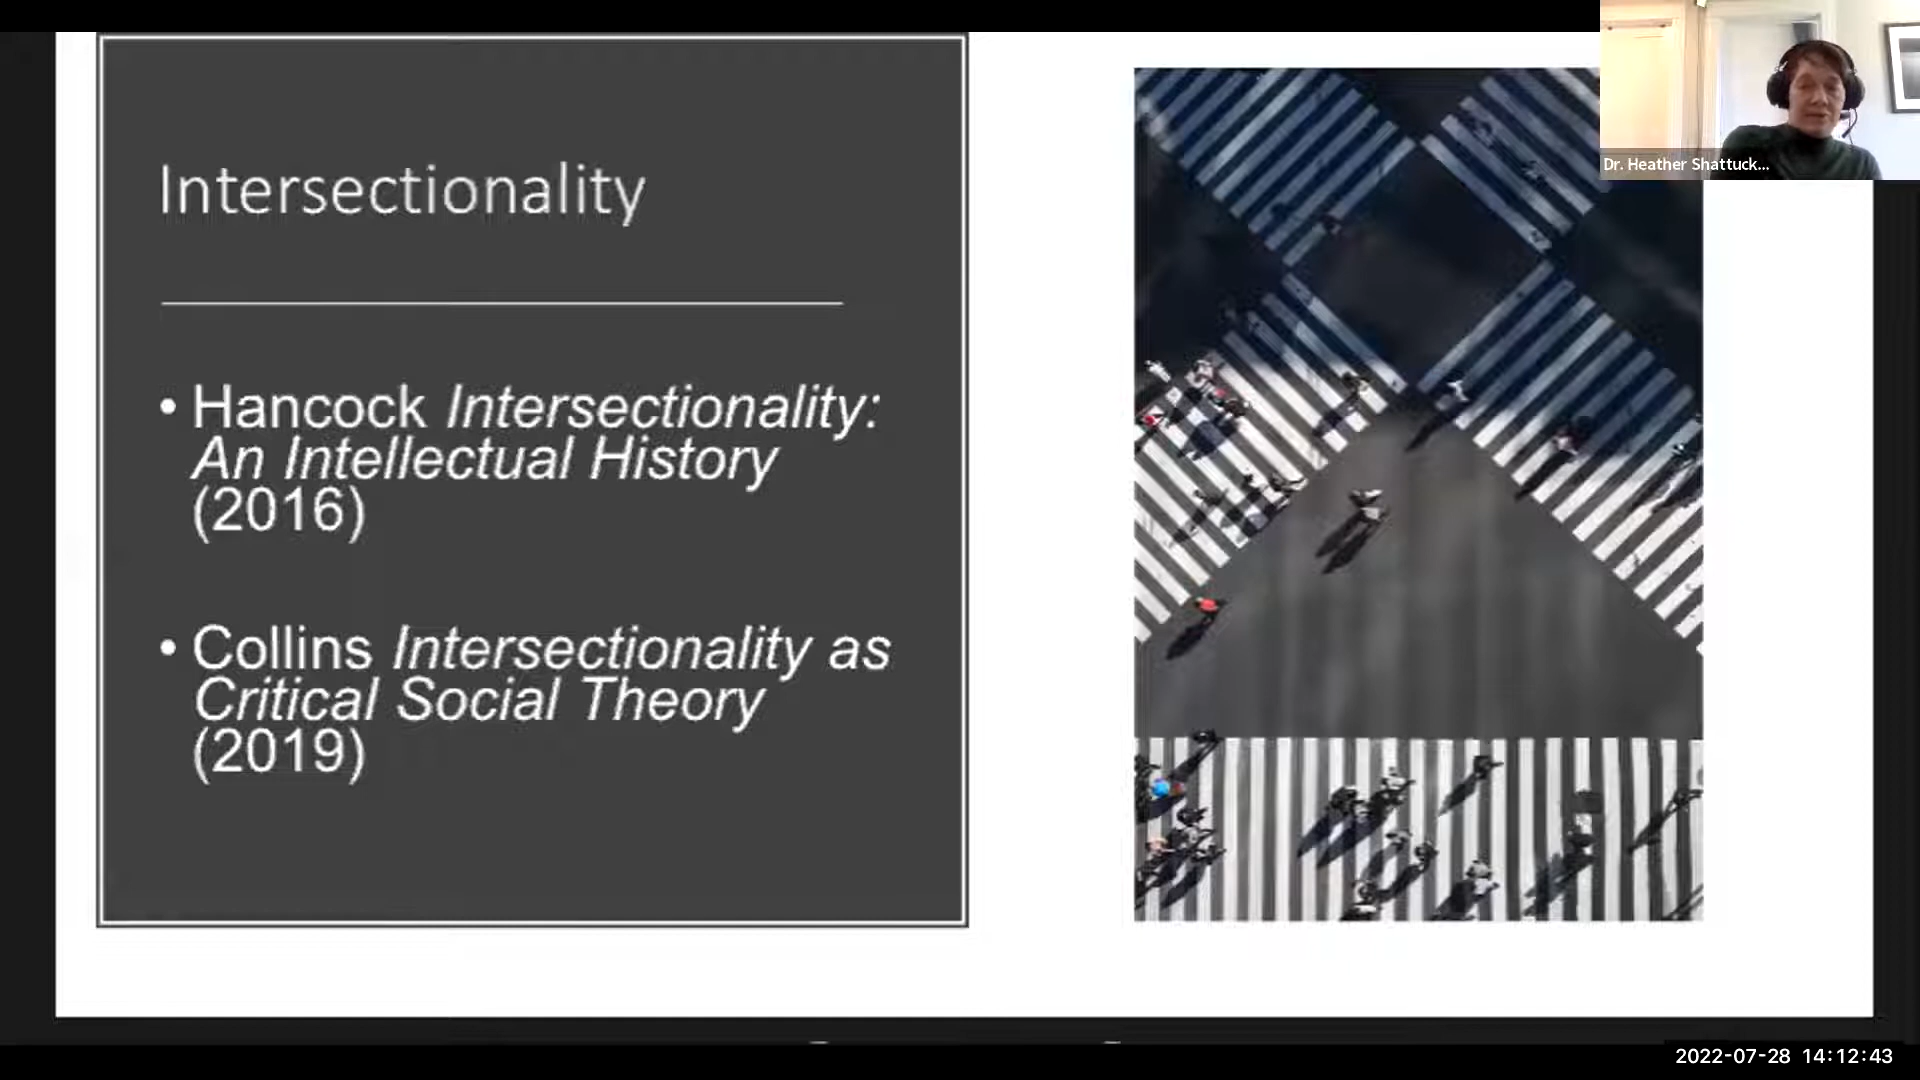 Intersectionality
• Hancock Intersectionality:
An Intellectual History
(2016)
• Collins Intersectionality as
Critical Social Theory
(2019)
Dr. Heather Shattuck...
2022-07-28 14:12:43